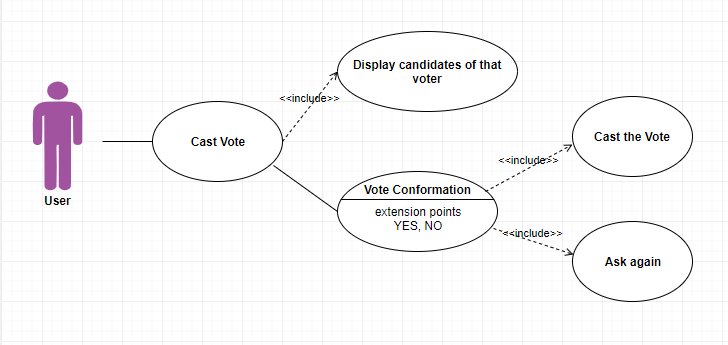 Display candidates of that
voter
<<include>>
Cast Vote
User
Vote Conformation
extension points
YES, NO
<<include>>
Cast the Vote
<<include>>
Ask again